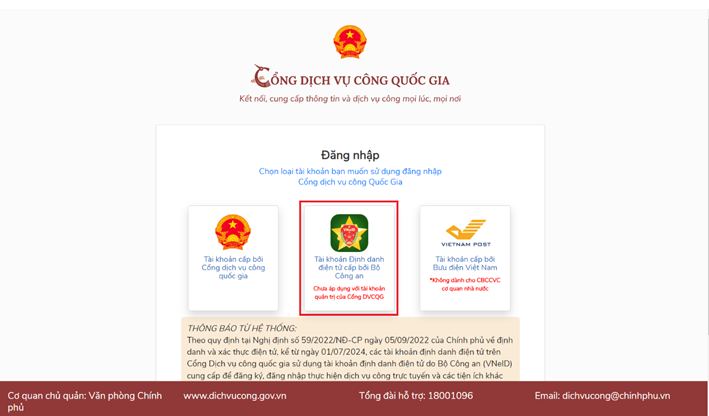 CỔNG DỊCH VỤ CÔNG QUỐC GIA
Kết nối, cung cấp thông tin và dịch vụ công mọi lúc, mọi nơi
Đăng nhập
Chọn loại tài khoản bạn muốn sử dụng đăng nhập
Cổng dịch vụ công Quốc Gia
Tài khoản cấp bởi
Cổng dịch vụ công
quốc gia
Tài khoản Định danh
điện tử cấp bởi Bộ
Công an
Chưa áp dụng với tài khoản
quản trị của Cổng DVCQG
VIETNAM POST
Tài khoản cấp bởi
Bưu điện Việt Nam
*Không dành cho CBCCVC
cơ quan nhà nước
THÔNG BÁO TỪ HỆ THỐNG:
Theo quy định tại Nghị định số 59/2022/NĐ-CP ngày 05/09/2022 của Chính phủ về định
danh và xác thực điện tử, kể từ ngày 01/07/2024, các tài khoản định danh điện tử trên
Cổng Dịch vụ công quốc gia sử dụng tài khoản định danh điện tử do Bộ Công an (VNeID)
cung cấp để đăng ký, đăng nhập thực hiện dịch vụ công trực tuyến và các tiện ích khác
Cơ quan chủ quản: Văn phòng Chính
phủ
www.dichvucong.gov.vn
Tổng đài hỗ trợ: 18001096
Email: dichvucong@chinhphu.vn